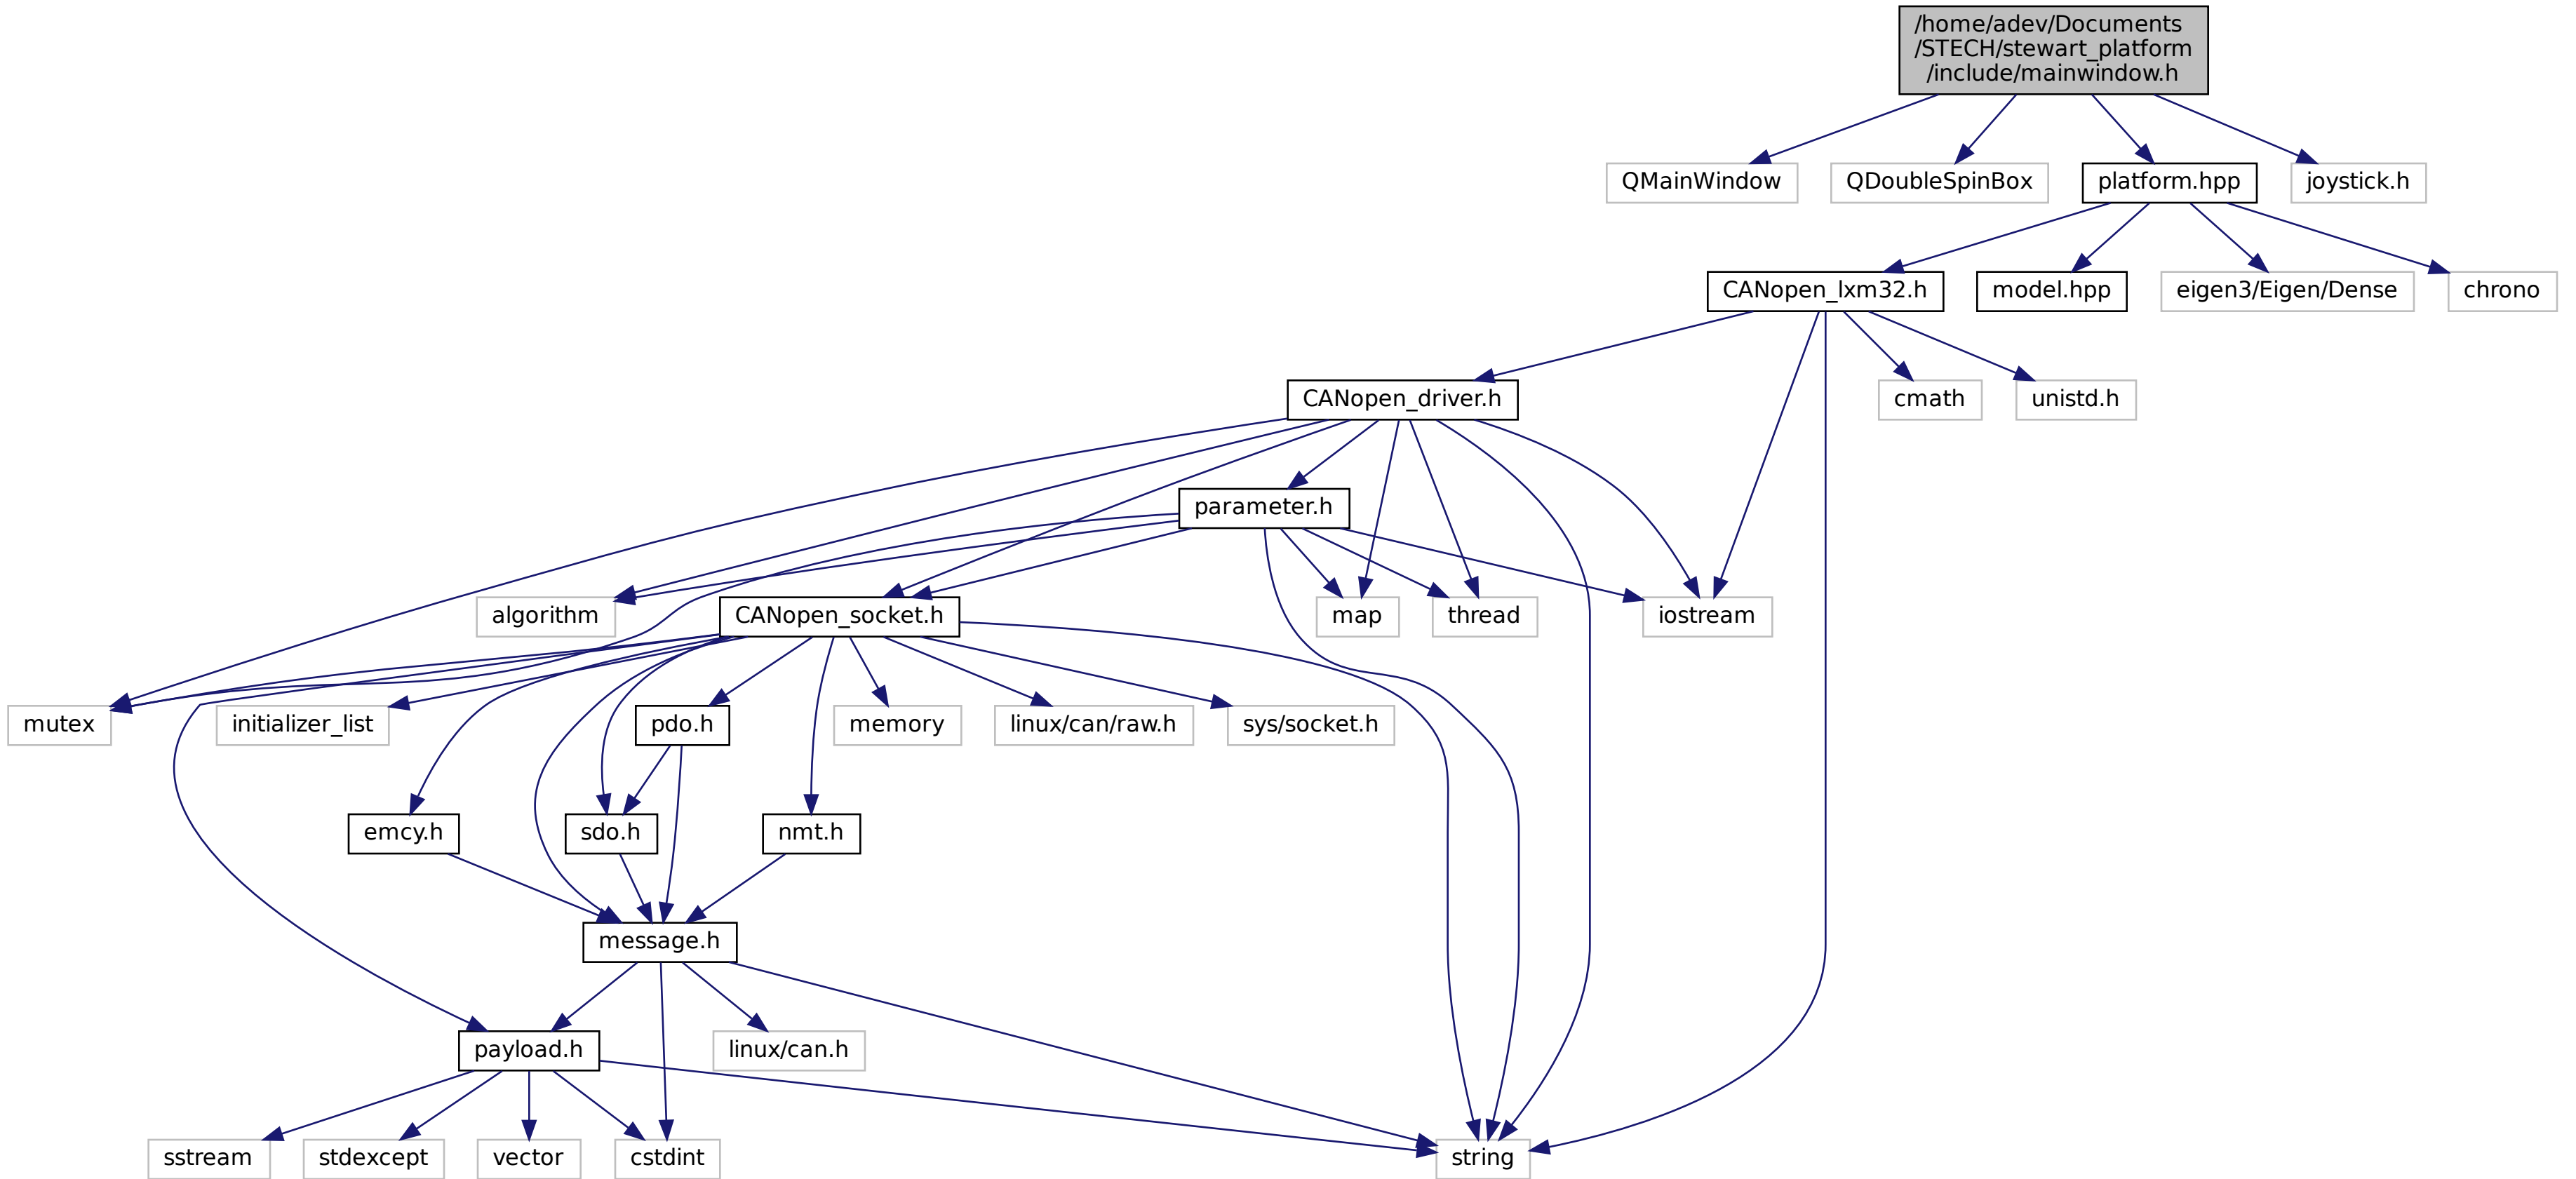 /home/adev/Documents
/STECH/stewart_platform
/include/mainwindow.h
QMainWindow
QDoubleSpinBox
platform.hpp
joystick.h
CANopen_lxm32.h
model.hpp
eigen3/Eigen/Dense
chrono
CANopen_driver.h
cmath
unistd.h
parameter.h
algorithm
CANopen_socket.h
map
thread
iostream
mutex
initializer_list
pdo.h
memory
linux/can/raw.h
sys/socket.h
emcy.h
sdo.h
nmt.h
message.h
payload.h
linux/can.h
sstream
stdexcept
vector
cstdint
string